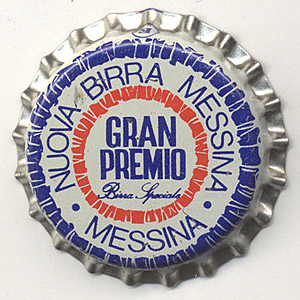 NUOVA BIRRA MESSINA
GRAN
PREMIO
Birra Speciale
· MESSINA ·